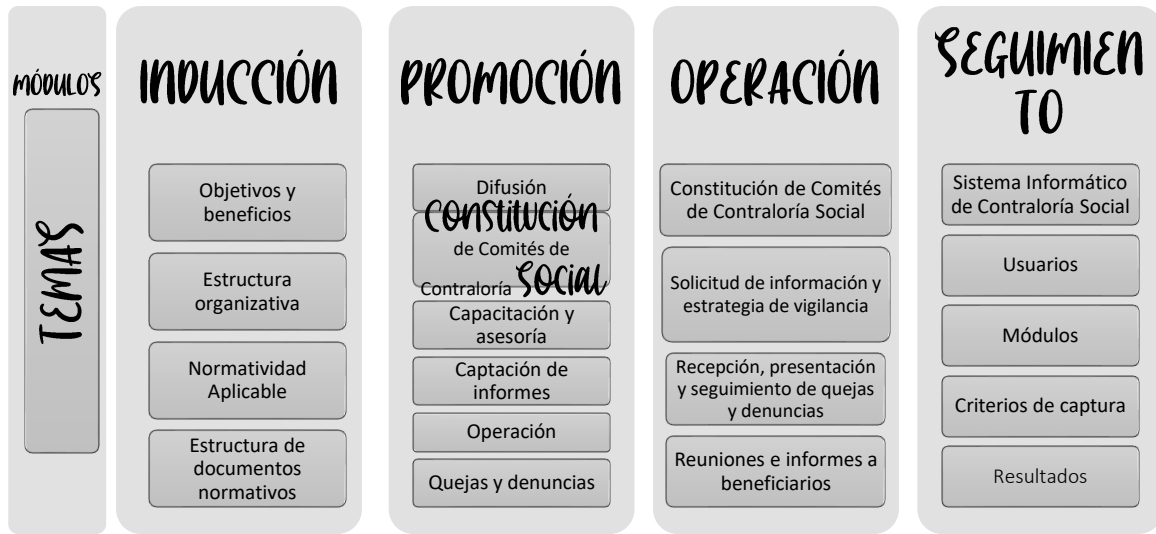 MÓDULOS
TEMAS
INDUCCIÓN
Objetivos y
beneficios
Estructura
organizativa
Normatividad
Aplicable
Estructura de
documentos
normativos
PROMOCIÓN
Difusión
Constitución
de Comités de
Contraloría Social
Capacitación y
asesoría
Captación de
informes
Operación
Quejas y denuncias
OPERACIÓN
Constitución de Comités
de Contraloría Social
Solicitud de información y
estrategia de vigilancia
Recepción, presentación
y seguimiento de quejas
y denuncias
Reuniones e informes a
beneficiarios
SEGUIMIEN
TO
Sistema Informático
de Contraloría Social
Usuarios
Módulos
Criterios de captura
Resultados